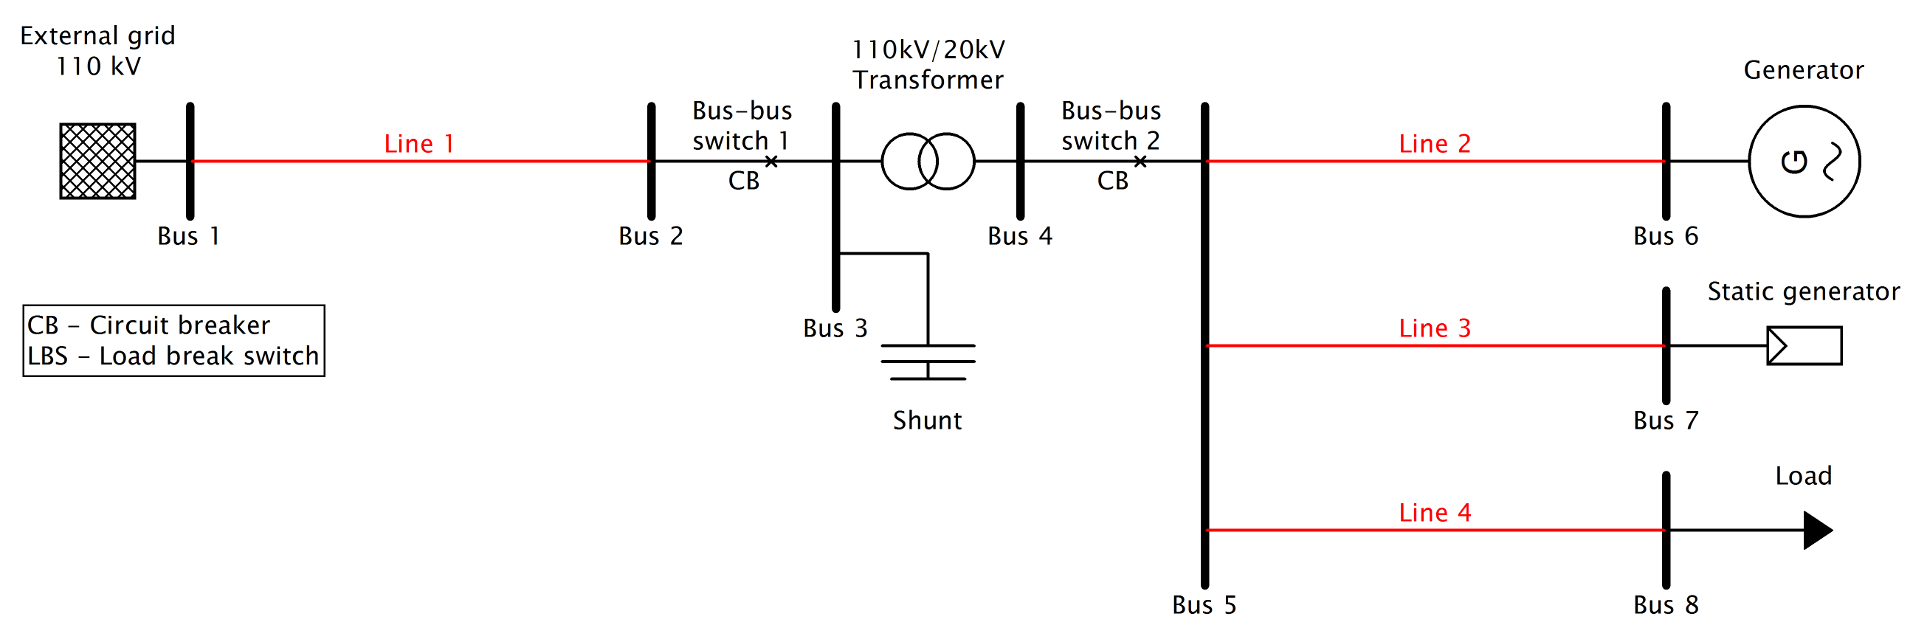 External grid
110 kV
Bus 1
Line 1
Bus 2
Bus-bus
switch 1
CB
Bus 3
110kV/20kV
Transformer
Shunt
Bus 4
Bus-bus
switch 2
CB
Bus 5
Line 2
Bus 6
Generator
G
Line 3
Bus 7
Static generator
Line 4
Bus 8
Load
CB - Circuit breaker
LBS - Load break switch